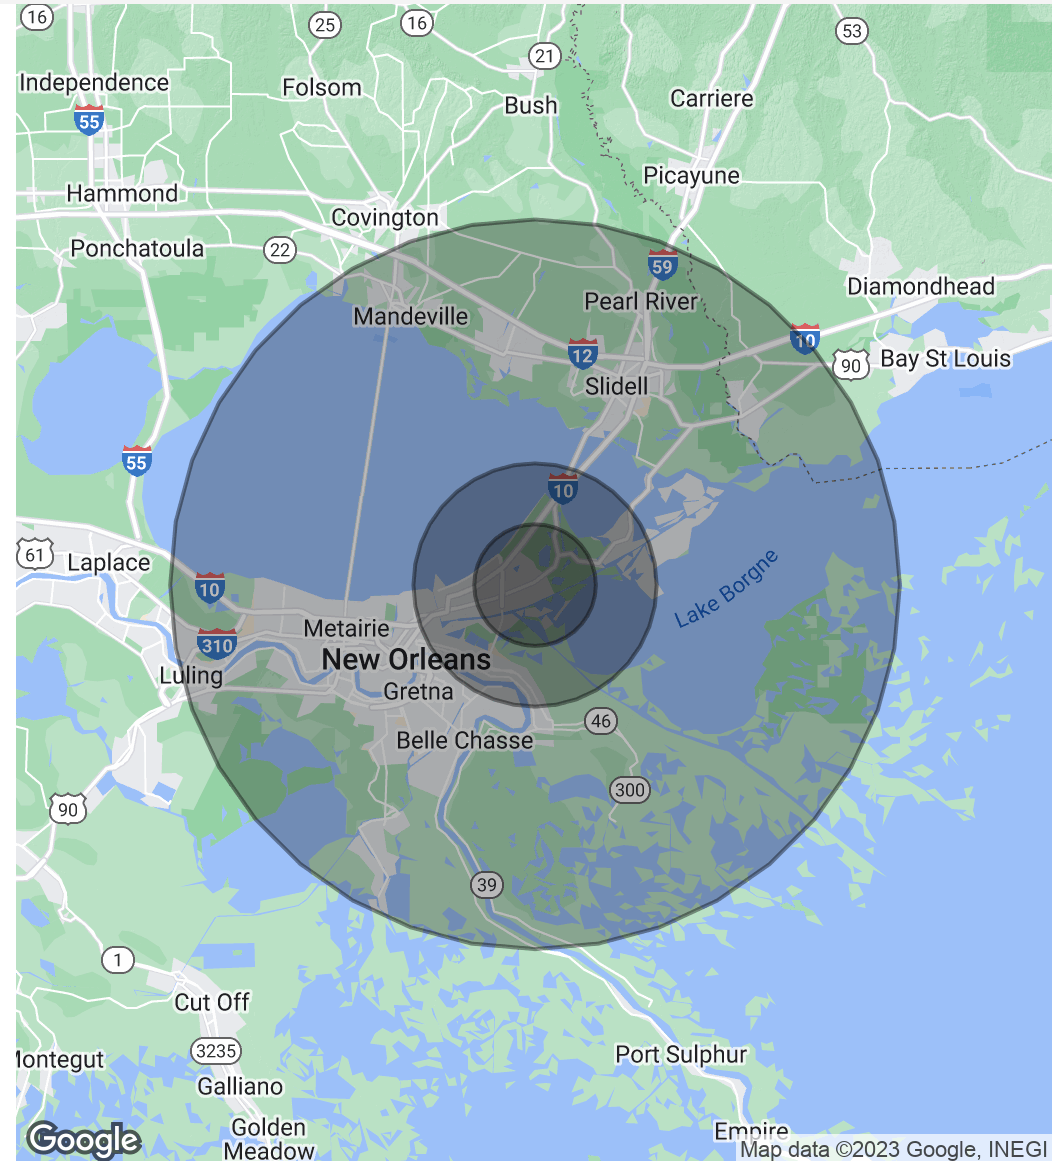 16
25
16
53
21
Independence
Folsom
Carriere
Bush
55
Picayune
Hammond
Covington
Ponchatoula
22
59
Diamondhead
Pearl River
Mandeville
10
12
Bay St Louis
90
Slidell
55
10
61
Laplace
10
Lake Borgne
Metairie
310
New Orleans
Luling
Gretna
46
Belle Chasse
300
90
39
1
Cut Off
3235
Port Sulphur
Montegut
Galliano
Golden
Meadow
Empire
Google
Map data ©2023 Google, INEGI